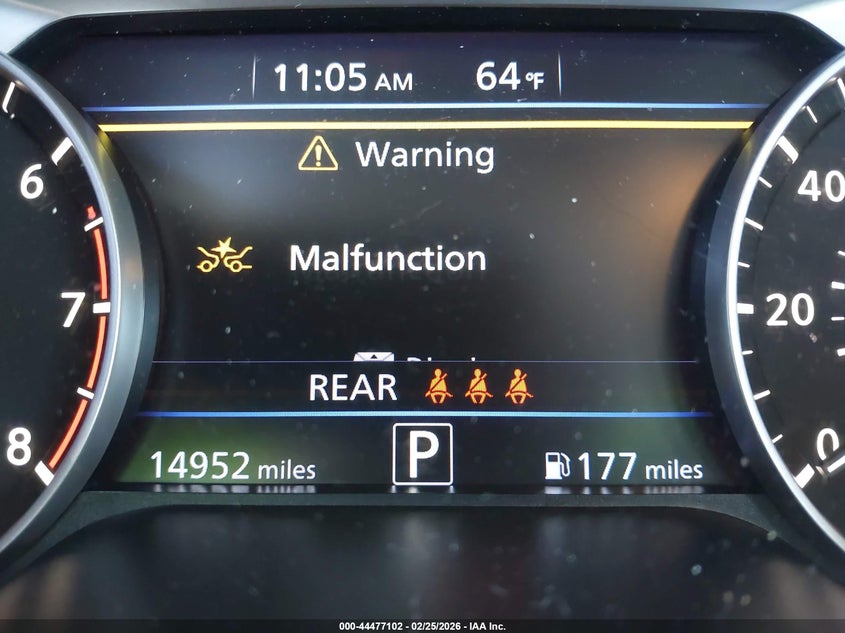 11:05 AM 64 °F
Warning
6 40
Malfunction
7 20
REAR
8 0
14952 miles P 177 miles
000-44477102 - 02/25/2026 - IAA Inc.